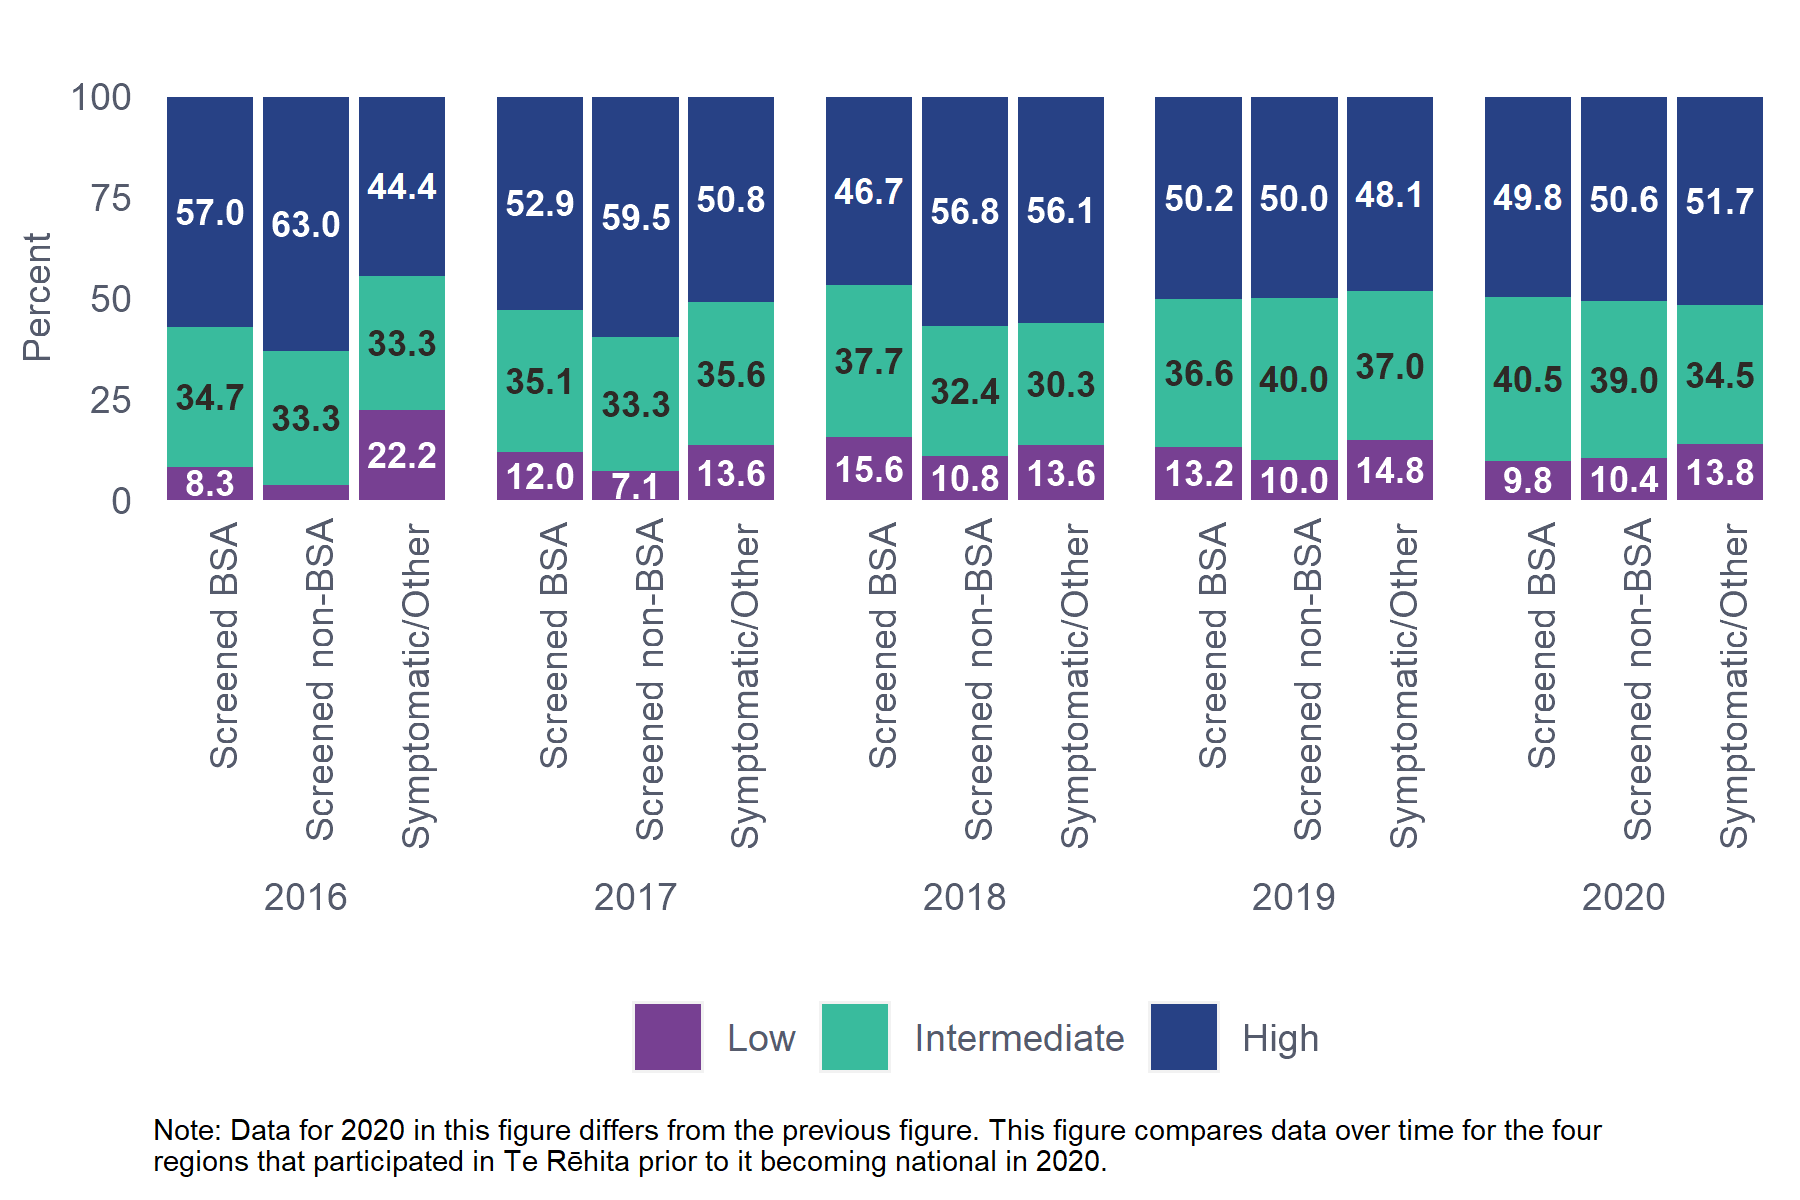 100
75
50
25
0
Percent
57.0 63.0 44.4 52.9 59.5 50.8 46.7 56.8 56.1 50.2 50.0 48.1 49.8 50.6 51.7
34.7 33.3 33.3 35.1 33.3 35.6 37.7 32.4 30.3 36.6 40.0 37.0 40.5 39.0 34.5
8.3 22.2 12.0 7.1 13.6 15.6 10.8 13.6 13.2 10.0 14.8 9.8 10.4 13.8
Screened BSA
Screened non-BSA
Symptomatic/Other
Screened BSA
Screened non-BSA
Symptomatic/Other
Screened BSA
Screened non-BSA
Symptomatic/Other
Screened BSA
Screened non-BSA
Symptomatic/Other
Screened BSA
Screened non-BSA
Symptomatic/Other
2016 2017 2018 2019 2020
Low Intermediate High
Note: Data for 2020 in this figure differs from the previous figure. This figure compares data over time for the four
regions that participated in Te Rēhita prior to it becoming national in 2020.